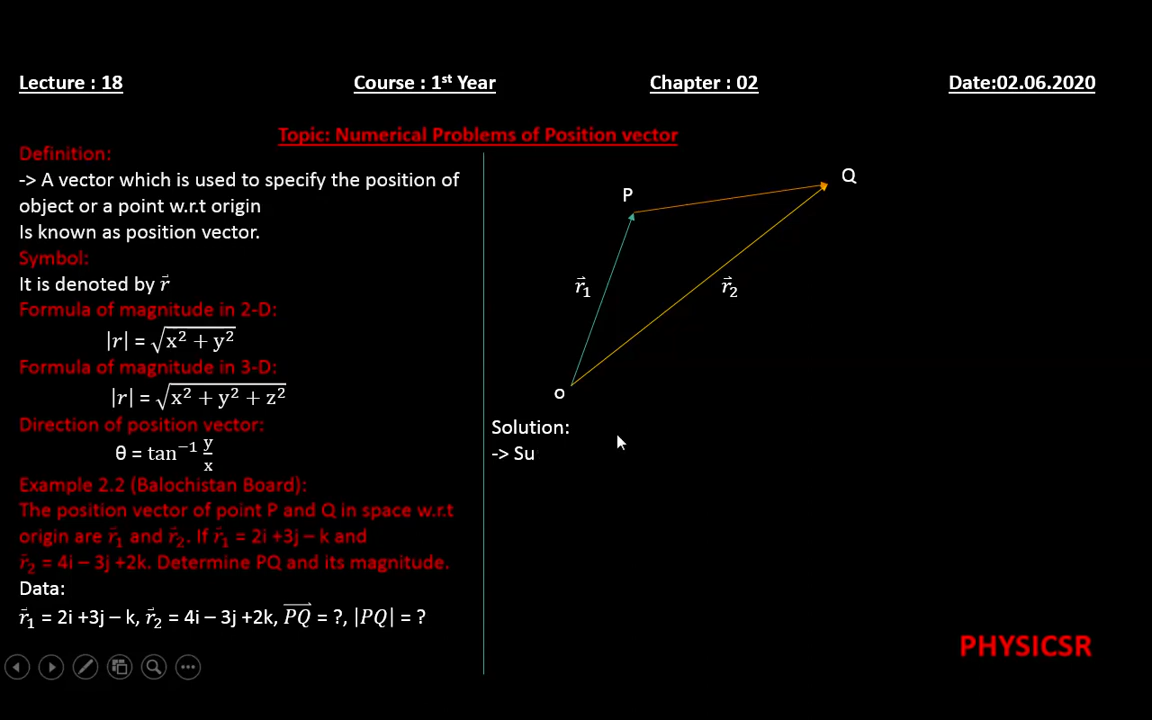 Lecture : 18 Course : 1st Year Chapter : 02 Date:02.06.2020
Topic: Numerical Problems of Position vector
Definition:
-> A vector which is used to specify the position of
object or a point w.r.t origin
Is known as position vector.
Symbol:
It is denoted by r⃗
Formula of magnitude in 2-D:
|r| = √(x² + y²)
Formula of magnitude in 3-D:
|r| = √(x² + y² + z²)
Direction of position vector:
θ = tan⁻¹ y/x
Example 2.2 (Balochistan Board):
The position vector of point P and Q in space w.r.t
origin are r⃗₁ and r⃗₂. If r⃗₁ = 2i +3j – k and
r⃗₂ = 4i – 3j +2k. Determine PQ and its magnitude.
Data:
r⃗₁ = 2i +3j – k, r⃗₂ = 4i – 3j +2k, P͞Q⃗ = ?, |PQ| = ?
P
Q
r⃗₁
r⃗₂
o
Solution:
-> Su
PHYSICSR